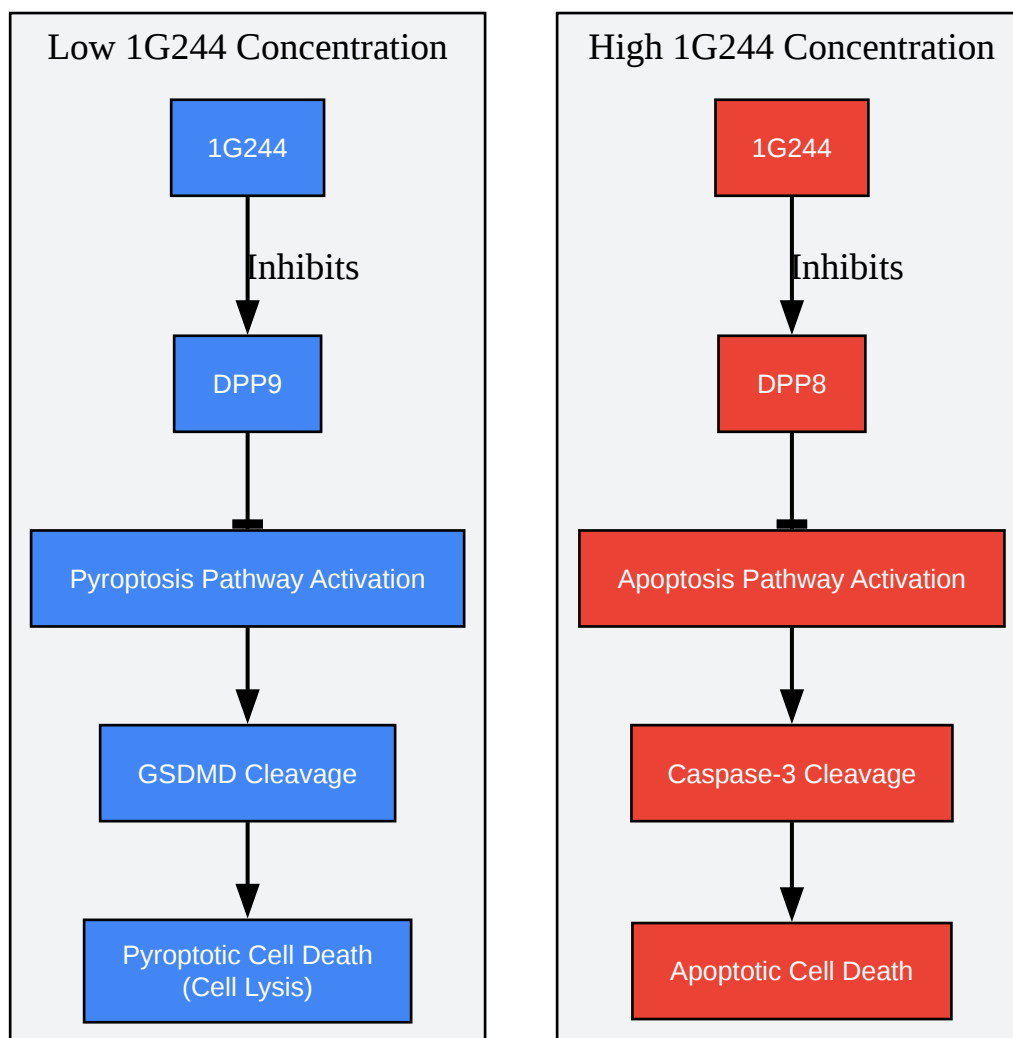 Low 1G244 Concentration
1G244
Inhibits
DPP9
Pyroptosis Pathway Activation
GSDMD Cleavage
Pyroptotic Cell Death
(Cell Lysis)
High 1G244 Concentration
1G244
Inhibits
DPP8
Apoptosis Pathway Activation
Caspase-3 Cleavage
Apoptotic Cell Death